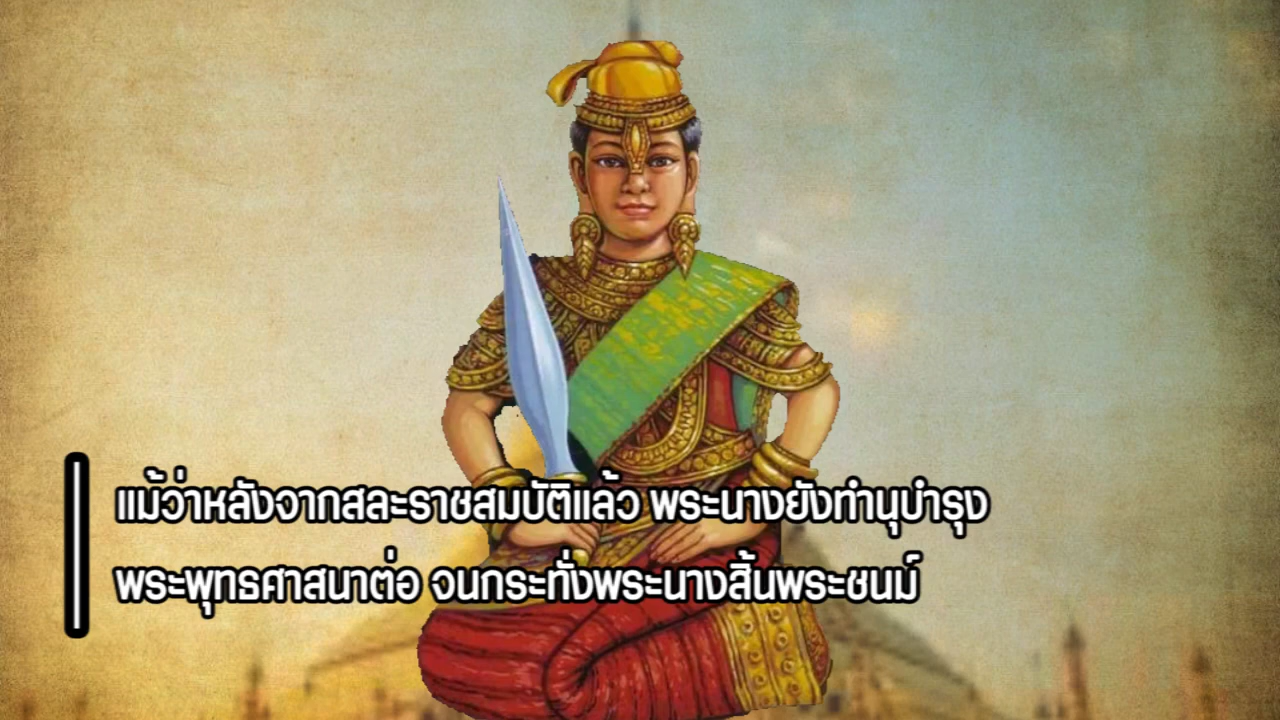 แม้ว่าหลังจากสละราชสมบัติแล้ว พระนางยังทำนุบำรุง
พระพุทธศาสนาต่อ จนกระทั่งพระนางสิ้นพระชนม์